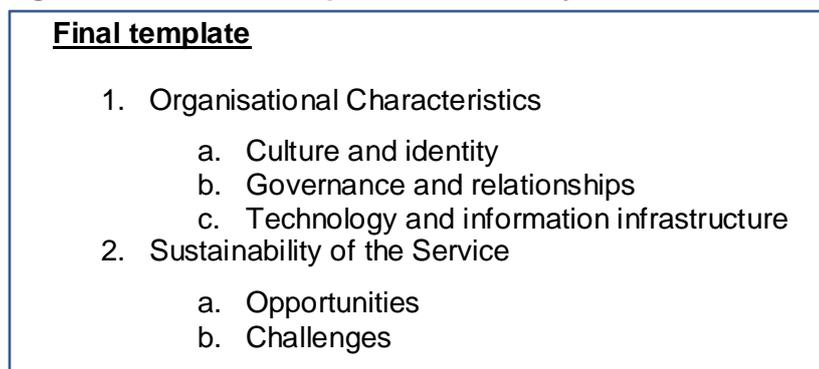 Final template
1. Organisational Characteristics
a. Culture and identity
b. Governance and relationships
c. Technology and information infrastructure
2. Sustainability of the Service
a. Opportunities
b. Challenges